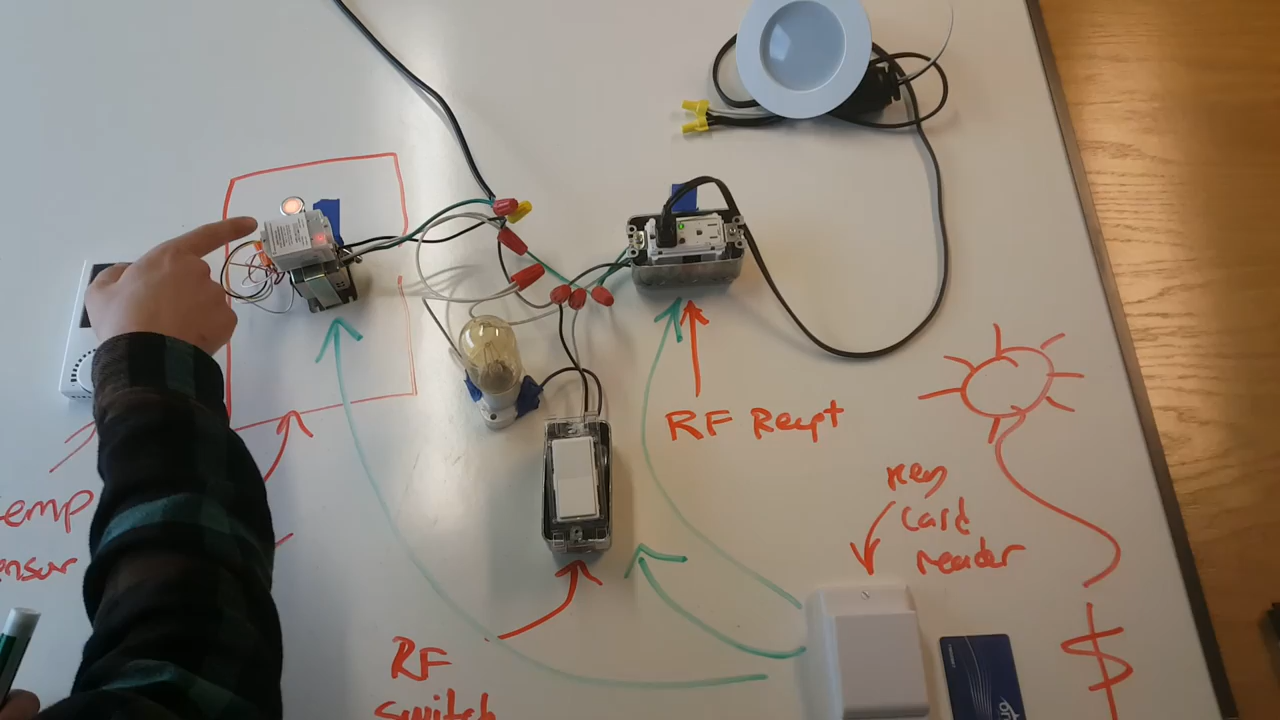 RF Recpt
Key
Card
reader
emp
ensor
RF
switch
$